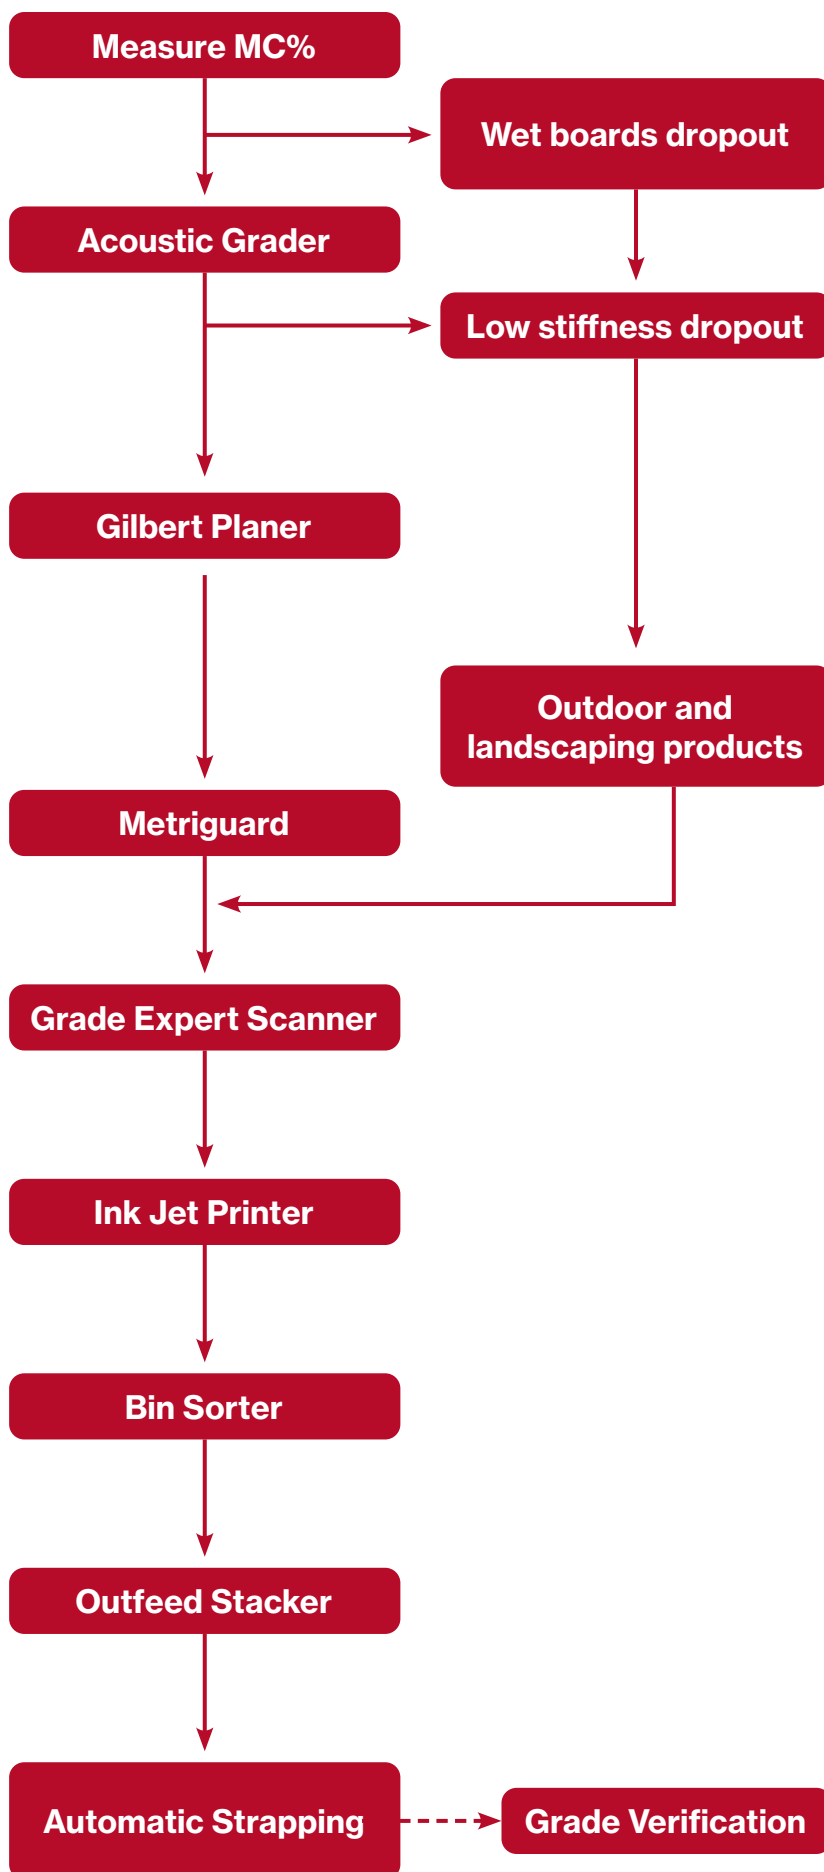 Measure MC%
Wet boards dropout
Acoustic Grader
Low stiffness dropout
Gilbert Planer
Outdoor and
landscaping products
Metriguard
Grade Expert Scanner
Ink Jet Printer
Bin Sorter
Outfeed Stacker
Automatic Strapping
Grade Verification